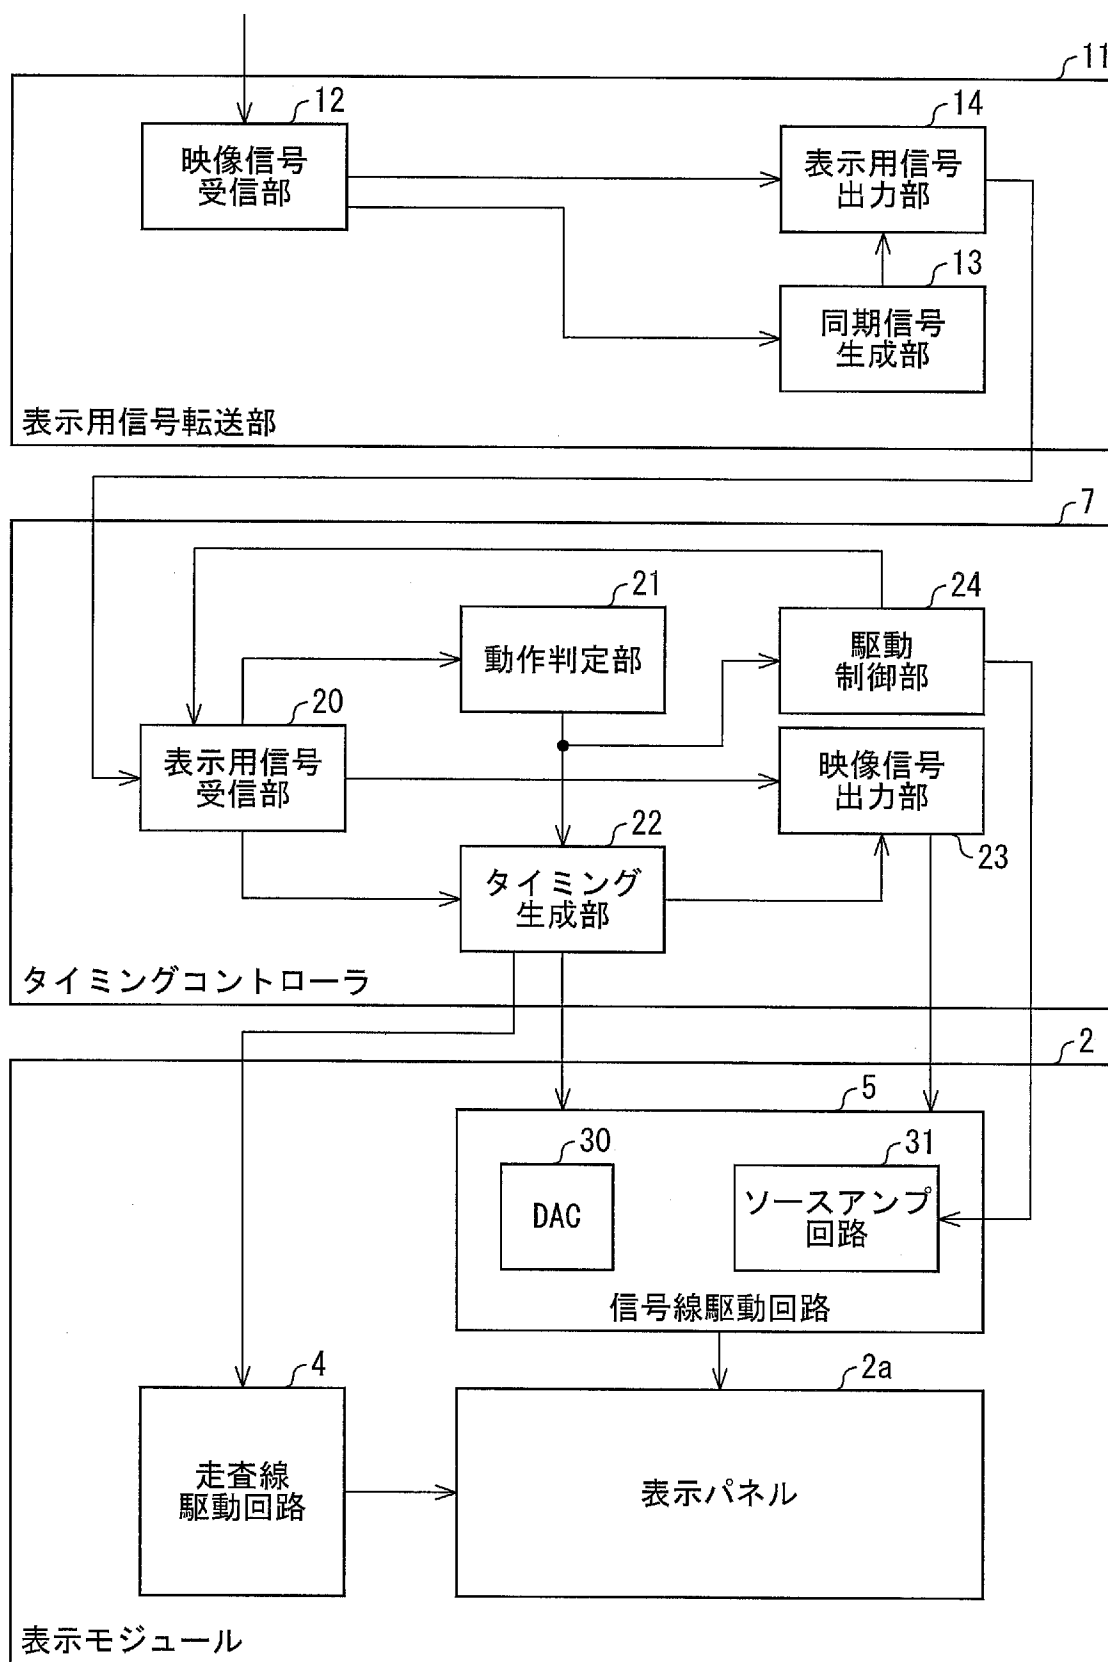 11
12
映像信号
受信部
14
表示用信号
出力部
13
同期信号
生成部
表示用信号転送部
7
21
動作判定部
24
駆動
制御部
20
表示用信号
受信部
映像信号
出力部
23
22
タイミング
生成部
タイミングコントローラ
2
5
30
DAC
31
ソースアンプ
回路
信号線駆動回路
4
走査線
駆動回路
2a
表示パネル
表示モジュール